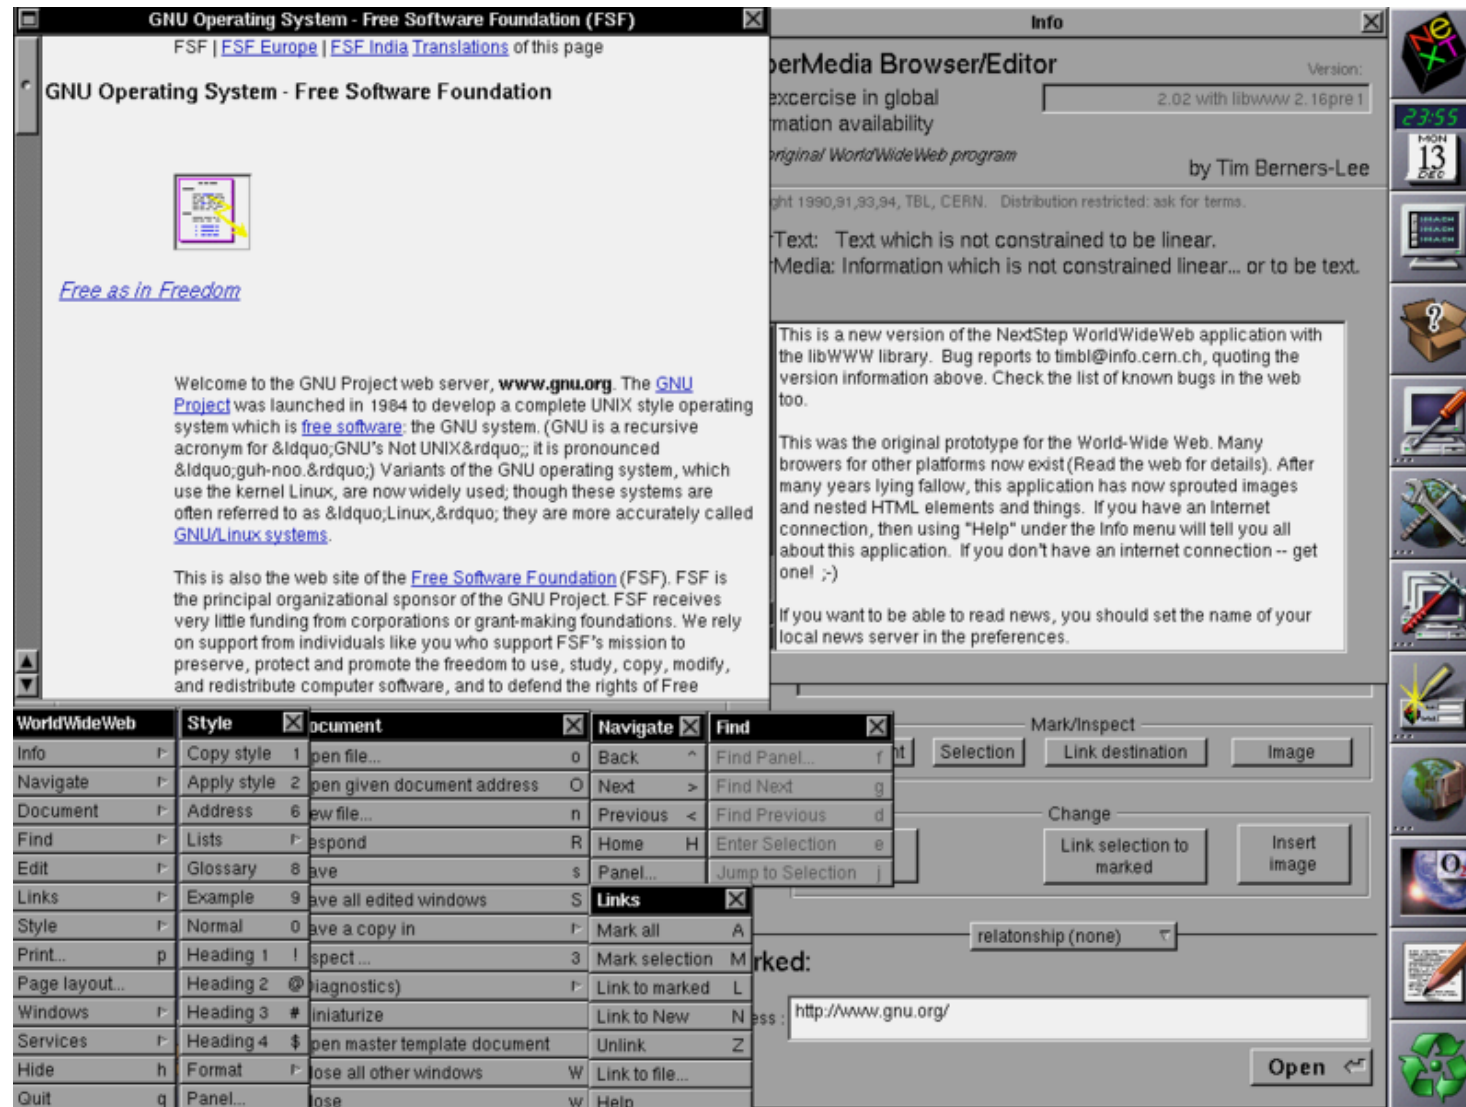 GNU Operating System - Free Software Foundation (FSF)
FSF | FSF Europe | FSF India Translations of this page
GNU Operating System - Free Software Foundation
Free as in Freedom
Welcome to the GNU Project web server, www.gnu.org. The GNU
Project was launched in 1984 to develop a complete UNIX style operating
system which is free software: the GNU system. (GNU is a recursive
acronym for &ldquo;GNU's Not UNIX&rdquo;; it is pronounced
&ldquo;guh-noo.&rdquo;) Variants of the GNU operating system, which
use the kernel Linux, are now widely used; though these systems are
often referred to as &ldquo;Linux,&rdquo; they are more accurately called
GNU/Linux systems.
This is also the web site of the Free Software Foundation (FSF). FSF is
the principal organizational sponsor of the GNU Project. FSF receives
very little funding from corporations or grant-making foundations. We rely
on support from individuals like you who support FSF's mission to
preserve, protect and promote the freedom to use, study, copy, modify,
and redistribute computer software, and to defend the rights of Free
Info
perMedia Browser/Editor
Version:
excercise in global
2.02 with libwww 2.16pre1
mation availability
original WorldWideWeb program
by Tim Berners-Lee
ght 1990,91,93,94, TBL, CERN. Distribution restricted: ask for terms.
rText: Text which is not constrained to be linear.
rMedia: Information which is not constrained linear... or to be text.
This is a new version of the NextStep WorldWideWeb application with
the libWWW library. Bug reports to timbl@info.cern.ch, quoting the
version information above. Check the list of known bugs in the web
too.
This was the original prototype for the World-Wide Web. Many
browers for other platforms now exist (Read the web for details). After
many years lying fallow, this application has now sprouted images
and nested HTML elements and things. If you have an Internet
connection, then using "Help" under the Info menu will tell you all
about this application. If you don't have an internet connection -- get
one! ;-)
If you want to be able to read news, you should set the name of your
local news server in the preferences.
NeXT
23:55
MON
13
DEC
WorldWideWeb
Info
Navigate
Document
Find
Edit
Links
Style
Print... p
Page layout...
Windows
Services
Hide h
Quit q
Style
Copy style 1
Apply style 2
Address 6
Lists
Glossary 8
Example 9
Normal 0
Heading 1 !
Heading 2 @
Heading 3 #
Heading 4 $
Format
Panel...
ocument
pen file... o
pen given document address O
ew file... n
espond R
ave s
ave all edited windows S
ave a copy in
spect ... 3
iagnostics)
iniaturize
pen master template document
lose all other windows W
lose w
Navigate
Back ^
Next >
Previous <
Home H
Panel...
Find
Find Panel... f
Find Next g
Find Previous d
Enter Selection e
Jump to Selection j
Links
Mark all A
Mark selection M
Link to marked L
Link to New N
Unlink Z
Link to file...
Help
Mark/Inspect
nt
Selection
Link destination
Image
Change
Link selection to
marked
Insert
image
relatonship (none)
rked:
ess : http://www.gnu.org/
Open